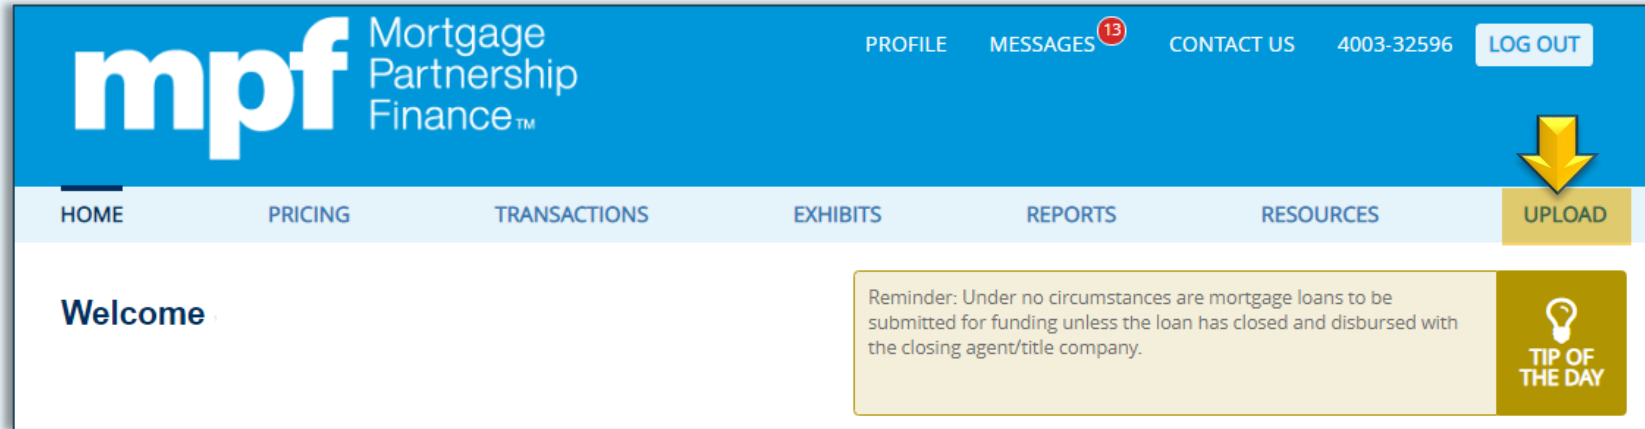 mpf Mortgage
Partnership
Finance™
PROFILE MESSAGES 13 CONTACT US 4003-32596 LOG OUT
HOME PRICING TRANSACTIONS EXHIBITS REPORTS RESOURCES UPLOAD
Welcome
Reminder: Under no circumstances are mortgage loans to be
submitted for funding unless the loan has closed and disbursed with
the closing agent/title company.
TIP OF
THE DAY